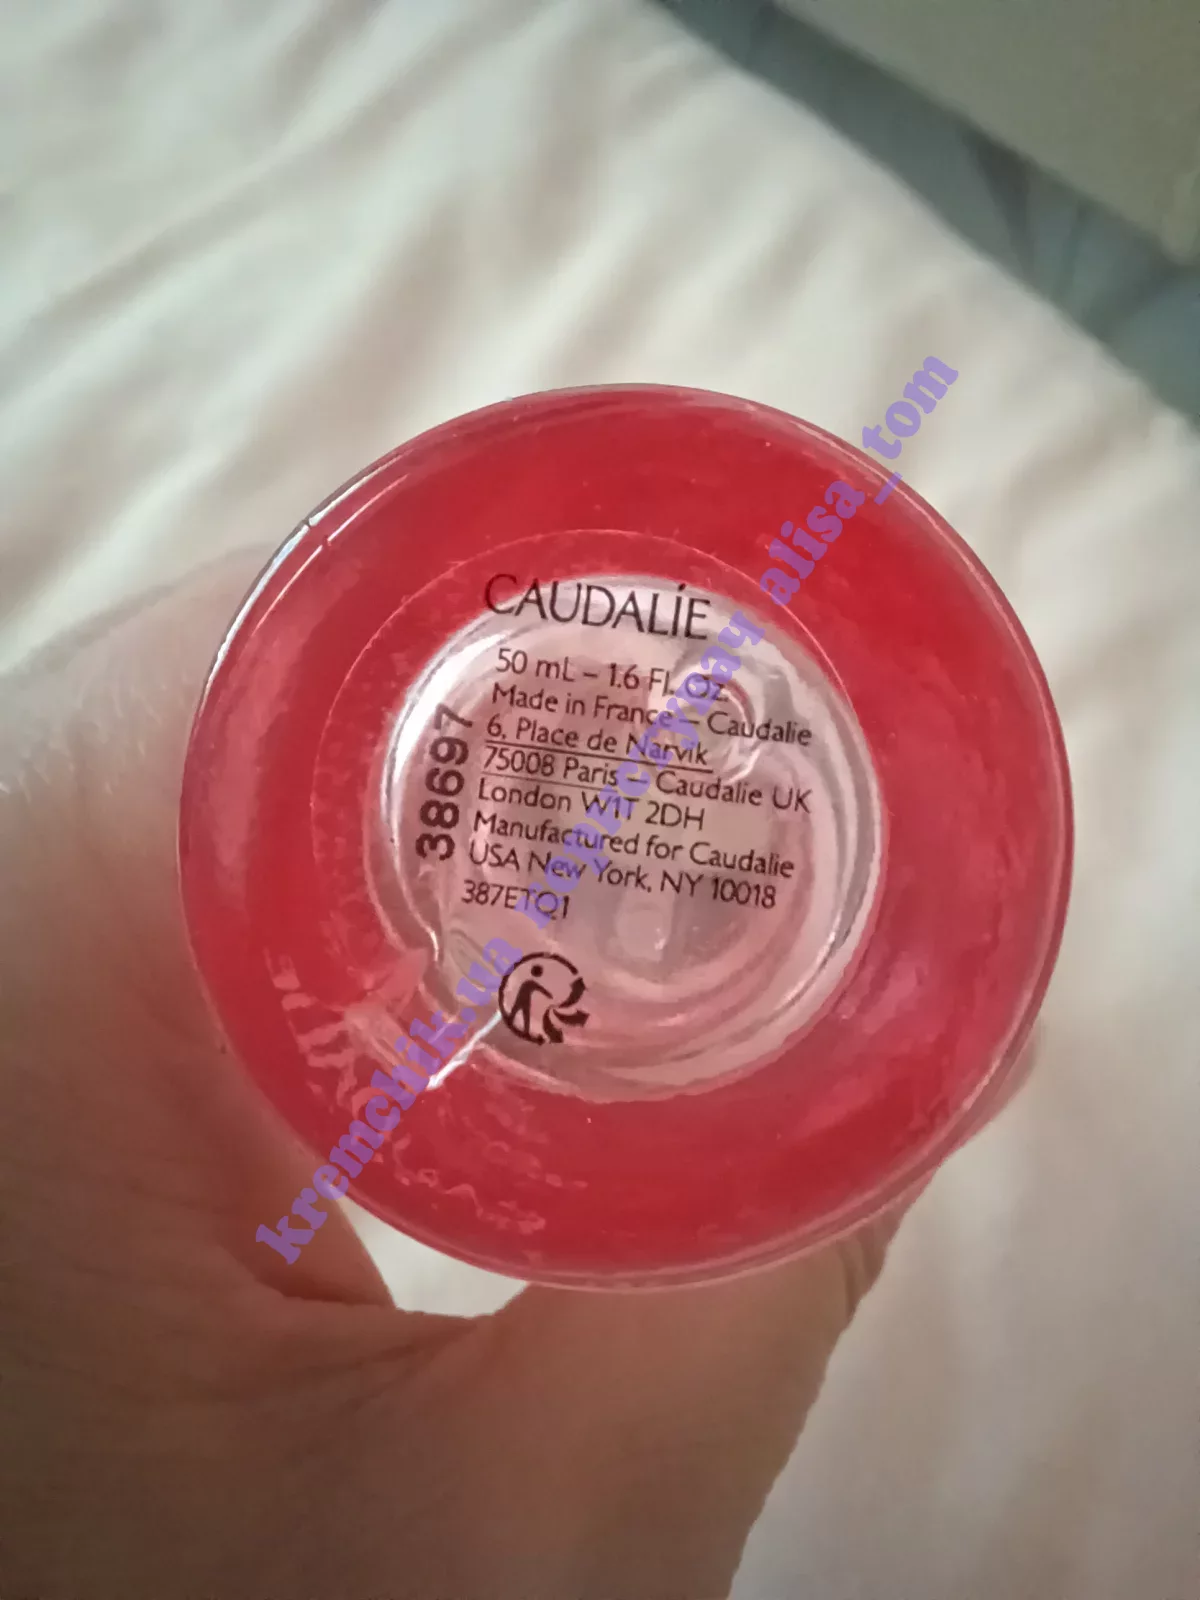 CAUDALÍE
50 mL – 1.6 FL. Oz.
Made in France – Caudalie
6, Place de Narvik
75008 Paris – Caudalie UK
London W1T 2DH
Manufactured for Caudalie
USA New York, NY 10018
387ETQ1
38697
kremchik.ua alisa_tom